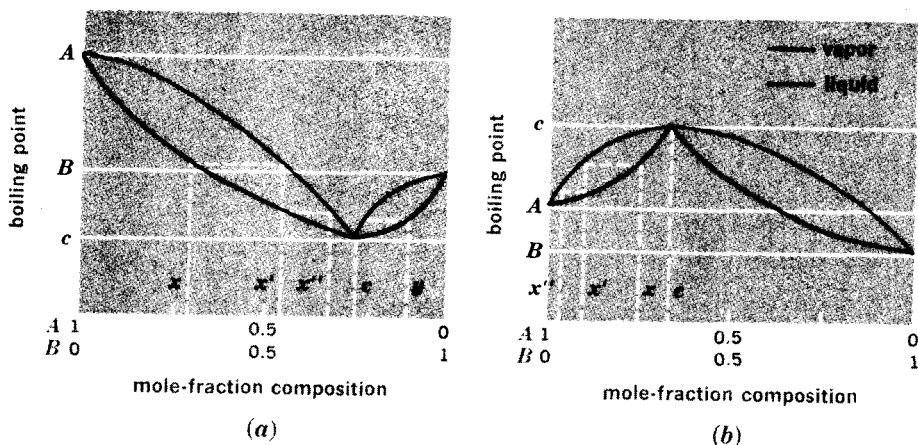 A
B
c
boiling point
x x' x'' c y
A 1 0.5 0
B 0 0.5 1
mole-fraction composition
(a)
vapor
liquid
c
A
B
boiling point
x'' x' x c
A 1 0.5 0
B 0 0.5 1
mole-fraction composition
(b)